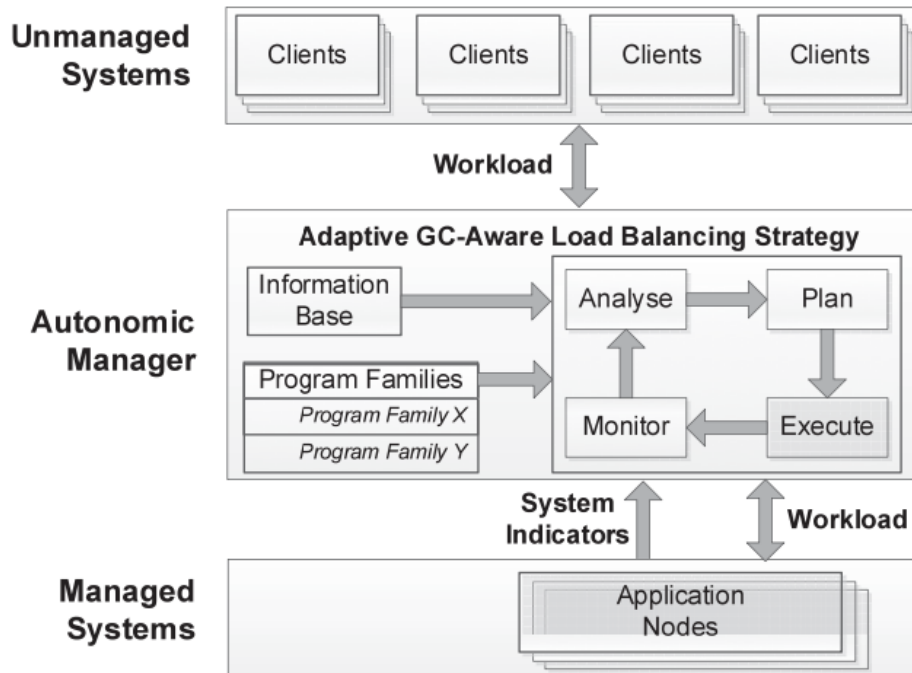 Unmanaged
Systems
Clients
Clients
Clients
Clients
Workload
Autonomic
Manager
Adaptive GC-Aware Load Balancing Strategy
Information
Base
Program Families
Program Family X
Program Family Y
Analyse
Plan
Monitor
Execute
System
Indicators
Workload
Managed
Systems
Application
Nodes